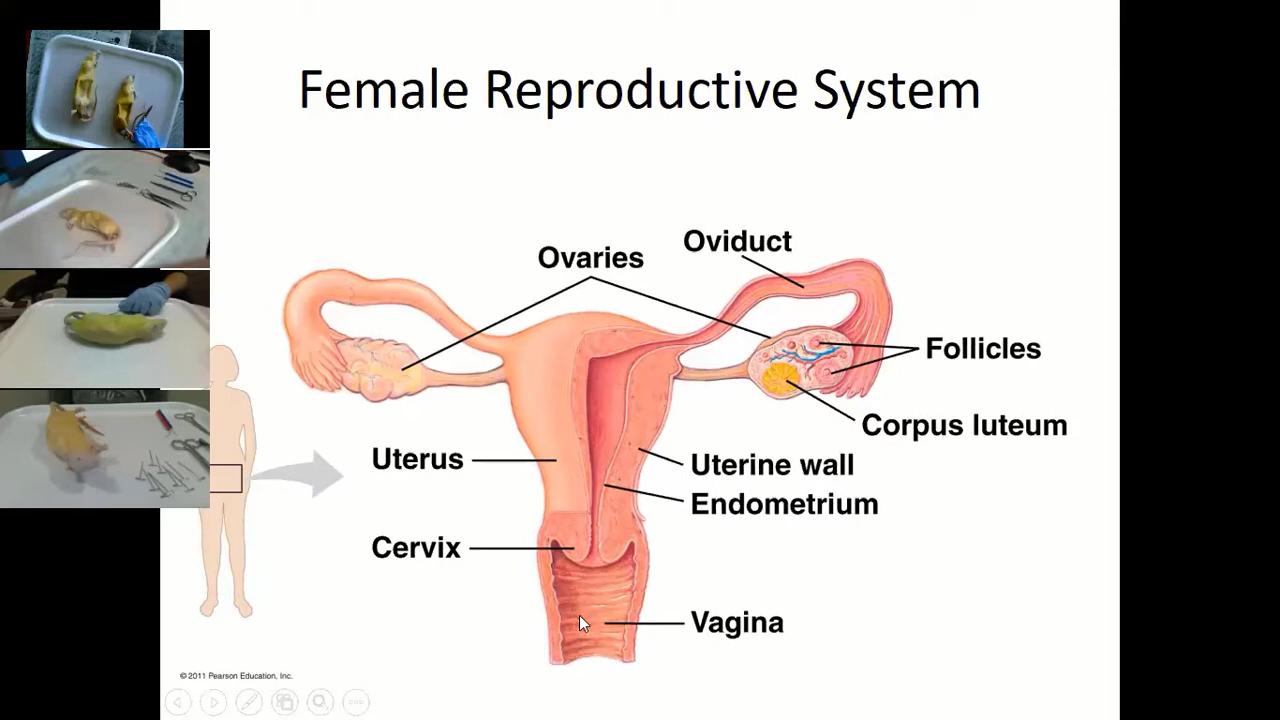 Female Reproductive System
Oviduct
Ovaries
Follicles
Corpus luteum
Uterus
Uterine wall
Endometrium
Cervix
Vagina
© 2011 Pearson Education, Inc.